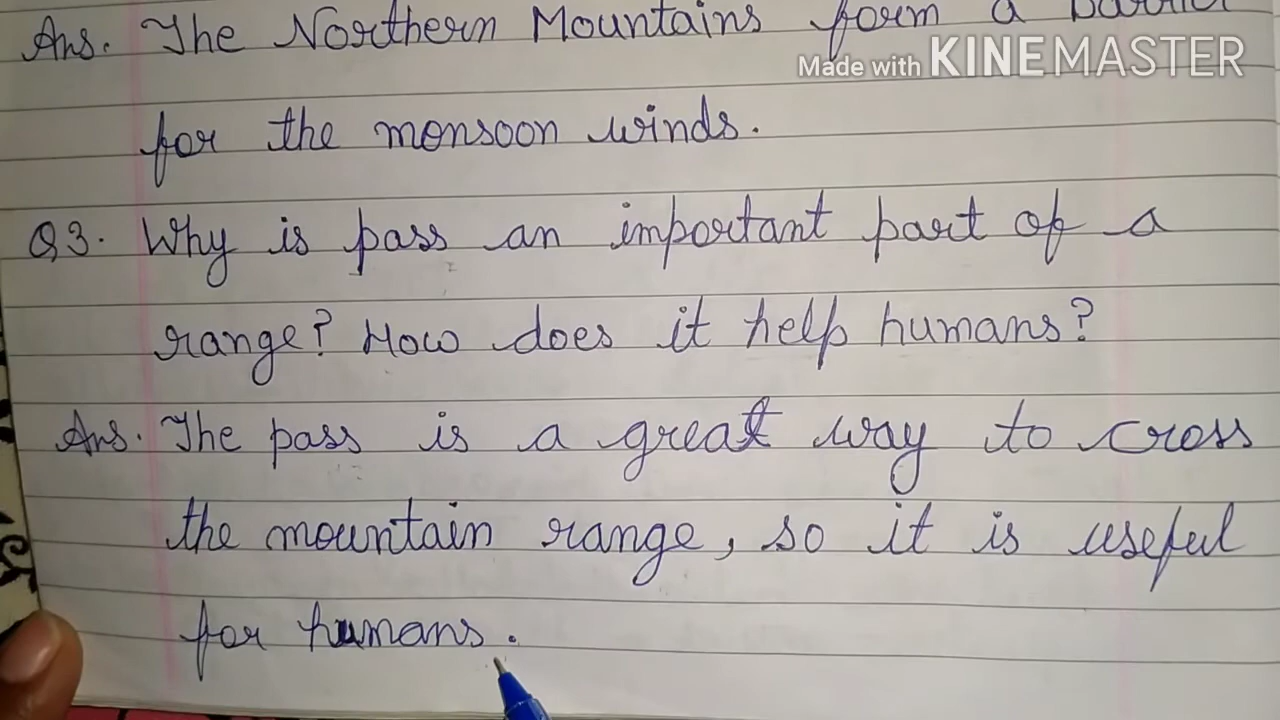 Ans. The Northern Mountains form a
Made with KINEMASTER
for the monsoon winds.
Q3. Why is pass an important part of a
range? How does it help humans?
Ans. The pass is a great way to cross
the mountain range, so it is useful
for humans.